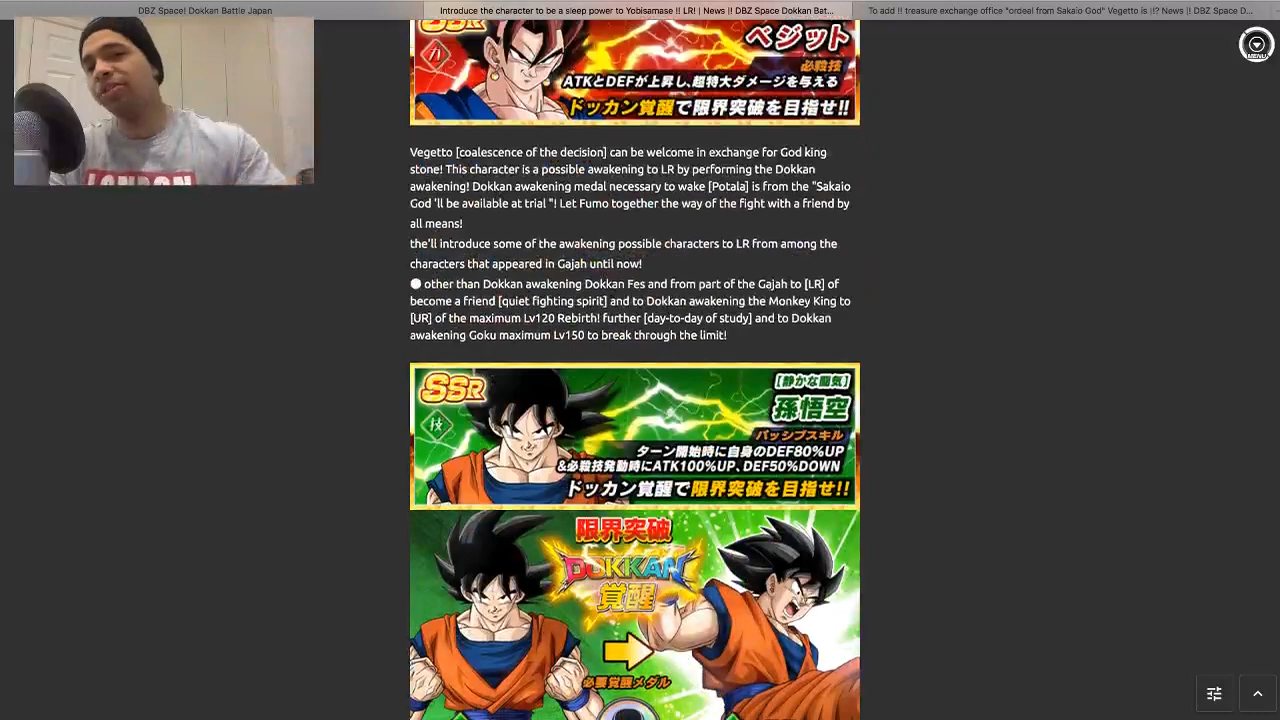 DBZ Space! Dokkan Battle Japan
Introduce the character to be a sleep power to Yobisamase !! LR! | News |! DBZ Space Dokkan Bat...
To add !! treasure exchange office "ordeal from Sakaio God" Vegetto is |!? News |! DBZ Space D...
MENU
SSR
力
ベジット
必殺技
ATKとDEFが上昇し、超特大ダメージを与える
ドッカン覚醒で限界突破を目指せ!!
Vegetto [coalescence of the decision] can be welcome in exchange for God king
stone! This character is a possible awakening to LR by performing the Dokkan
awakening! Dokkan awakening medal necessary to wake [Potala] is from the "Sakaio
God 'll be available at trial "! Let Fumo together the way of the fight with a friend by
all means!
the'll introduce some of the awakening possible characters to LR from among the
characters that appeared in Gajah until now!
● other than Dokkan awakening Dokkan Fes and from part of the Gajah to [LR] of
become a friend [quiet fighting spirit] and to Dokkan awakening the Monkey King to
[UR] of the maximum Lv120 Rebirth! further [day-to-day of study] and to Dokkan
awakening Goku maximum Lv150 to break through the limit!
SSR
技
[静かな闘気]
孫悟空
パッシブスキル
ターン開始時に自身のDEF80%UP
&必殺技発動時にATK100%UP、DEF50%DOWN
ドッカン覚醒で限界突破を目指せ!!
限界突破
DOKKAN
覚醒
必要覚醒メダル
LONDON